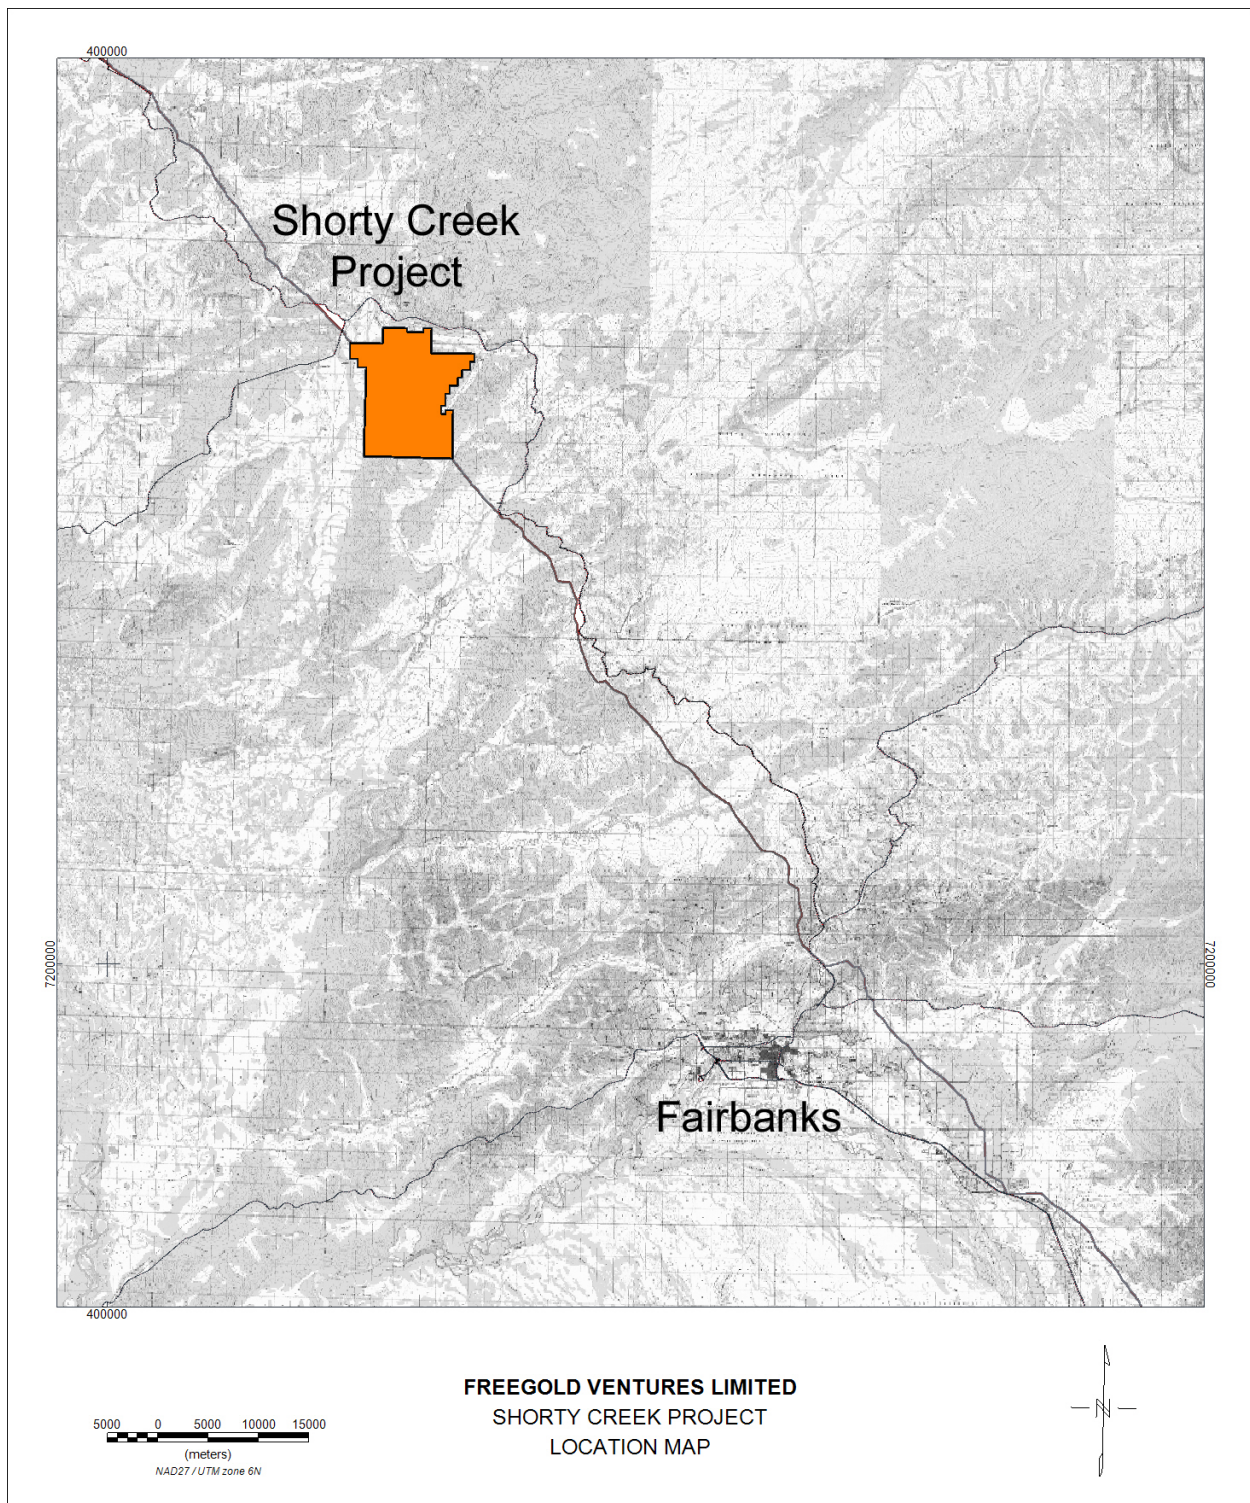 400000
Shorty Creek
Project
7200000
7200000
Fairbanks
400000
FREEGOLD VENTURES LIMITED
SHORTY CREEK PROJECT
LOCATION MAP
5000 0 5000 10000 15000
(meters)
NAD27 / UTM zone 6N
N